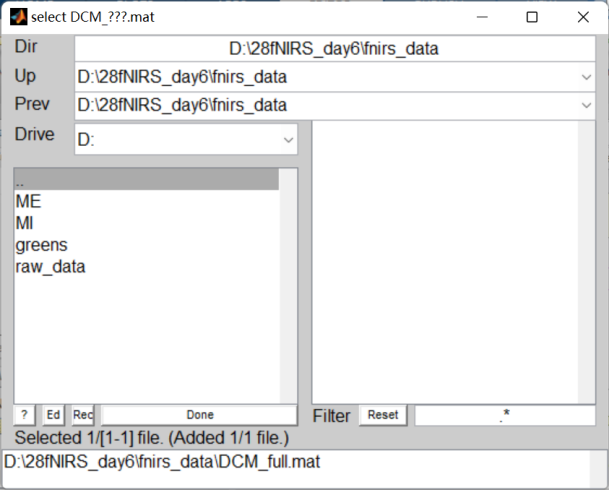 select DCM_???.mat
Dir D:\28fNIRS_day6\fnirs_data
Up D:\28fNIRS_day6\fnirs_data
Prev D:\28fNIRS_day6\fnirs_data
Drive D:
..
ME
MI
greens
raw_data
? Ed Rec Done Filter Reset .*
Selected 1/[1-1] file. (Added 1/1 file.)
D:\28fNIRS_day6\fnirs_data\DCM_full.mat